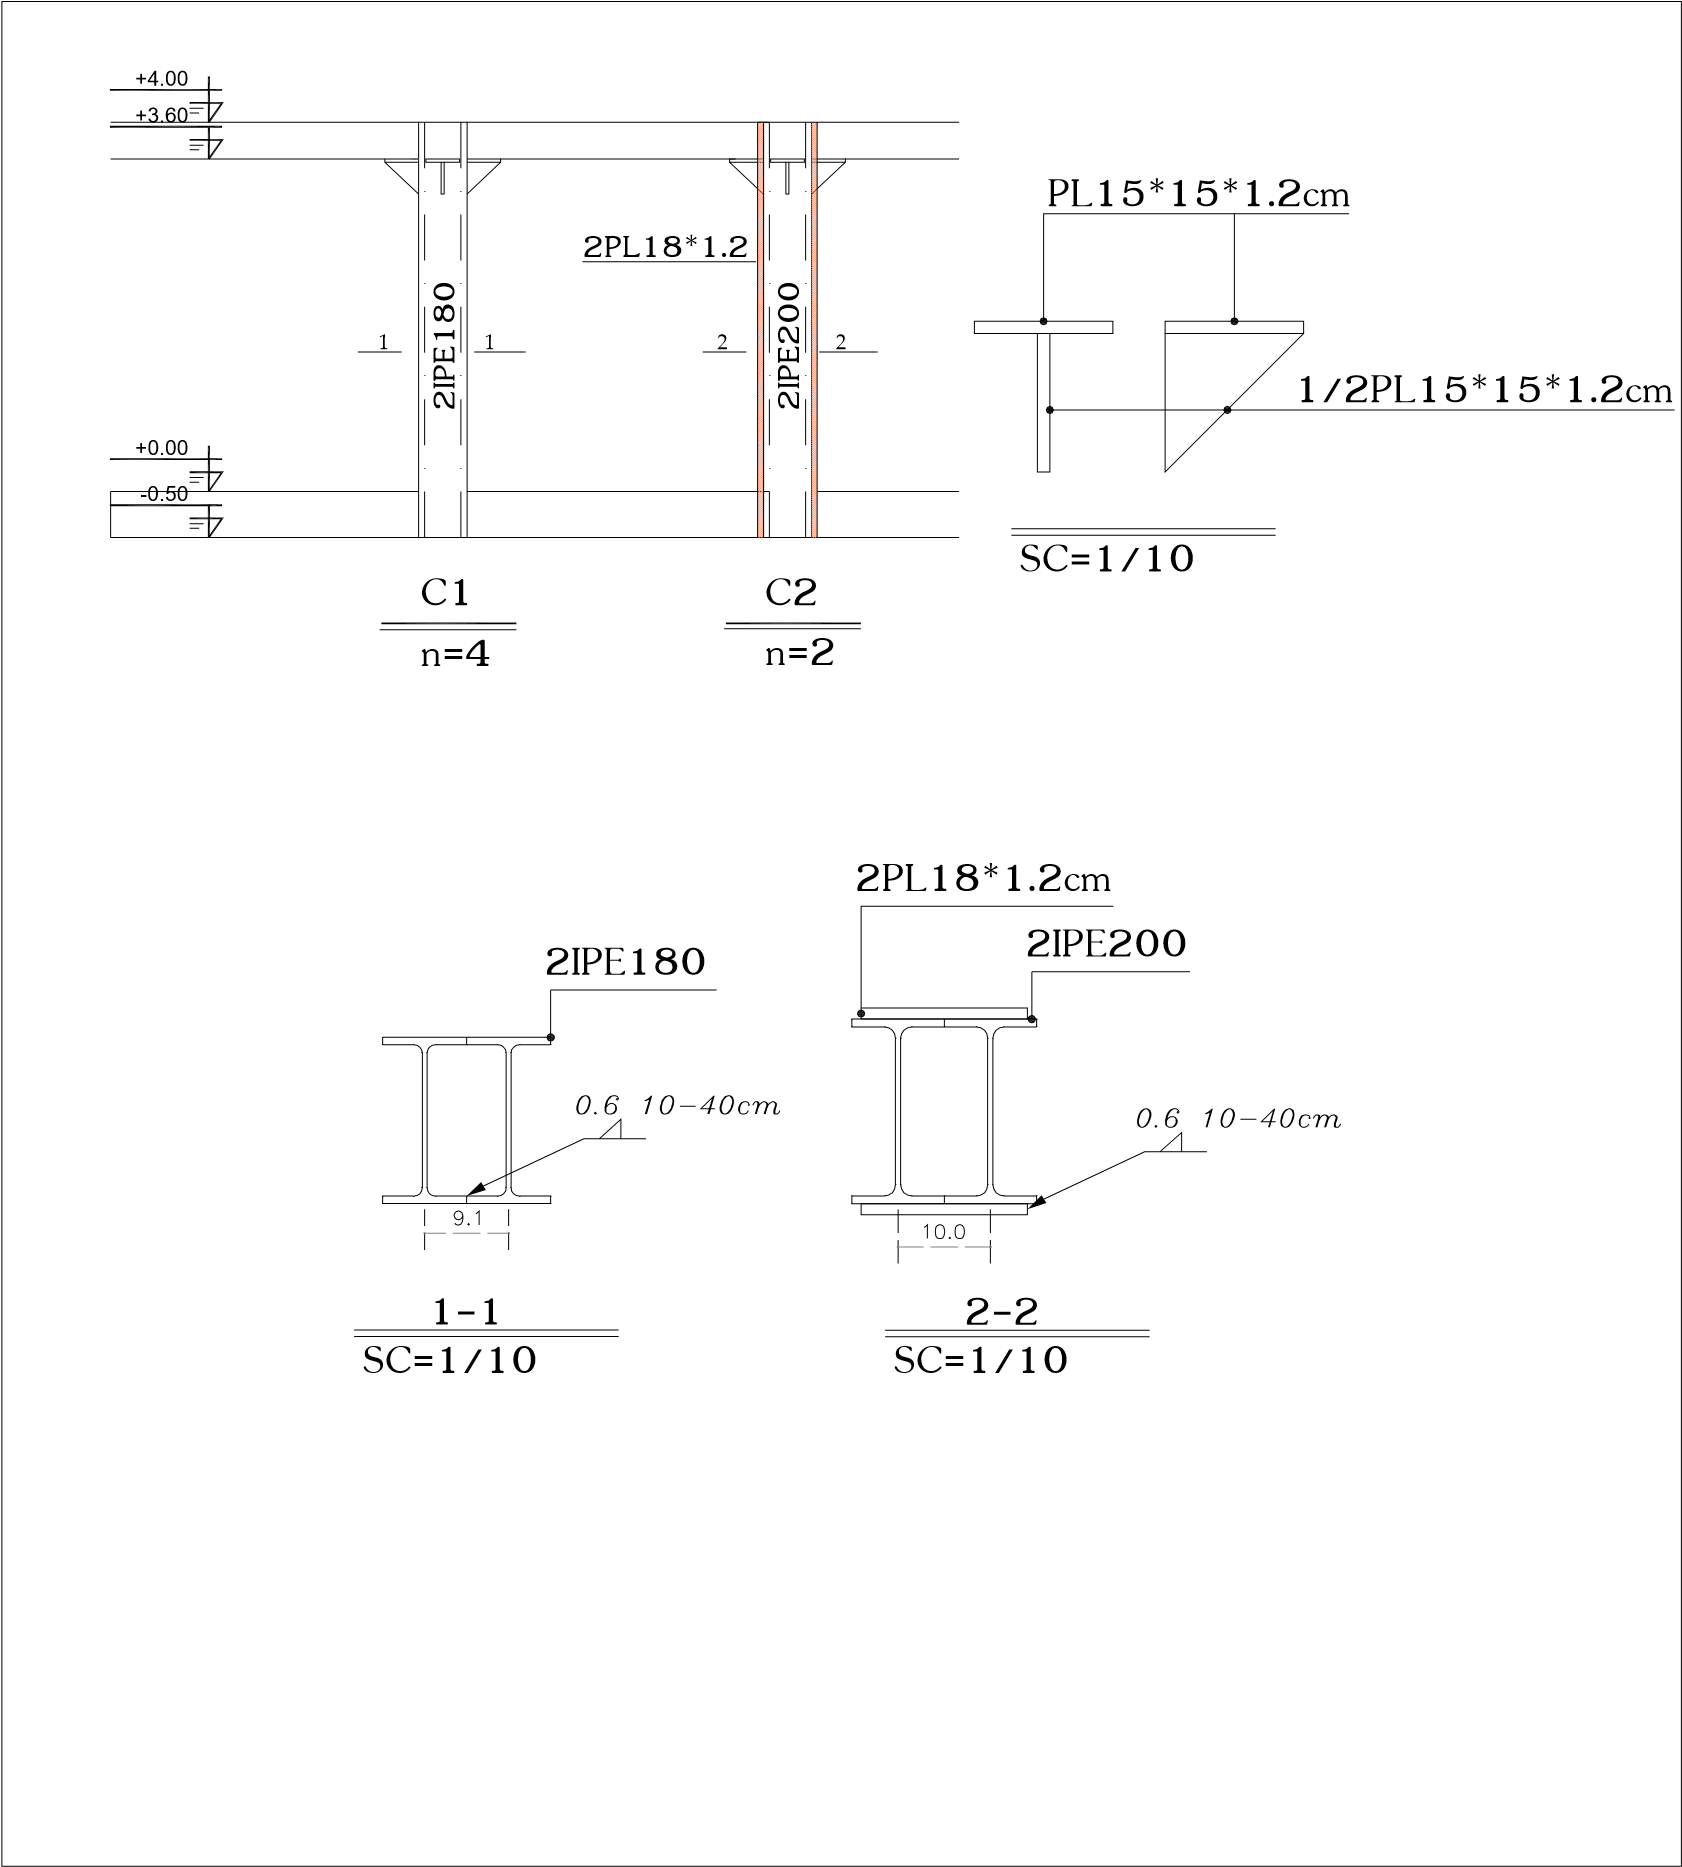 +4.00
+3.60
PL15*15*1.2cm
2PL18*1.2
2IPE180
2IPE200
1
1
2
2
1/2PL15*15*1.2cm
+0.00
-0.50
SC=1/10
C1
C2
n=4
n=2
2PL18*1.2cm
2IPE200
2IPE180
0.6 10-40cm
0.6 10-40cm
9.1
10.0
1-1
2-2
SC=1/10
SC=1/10